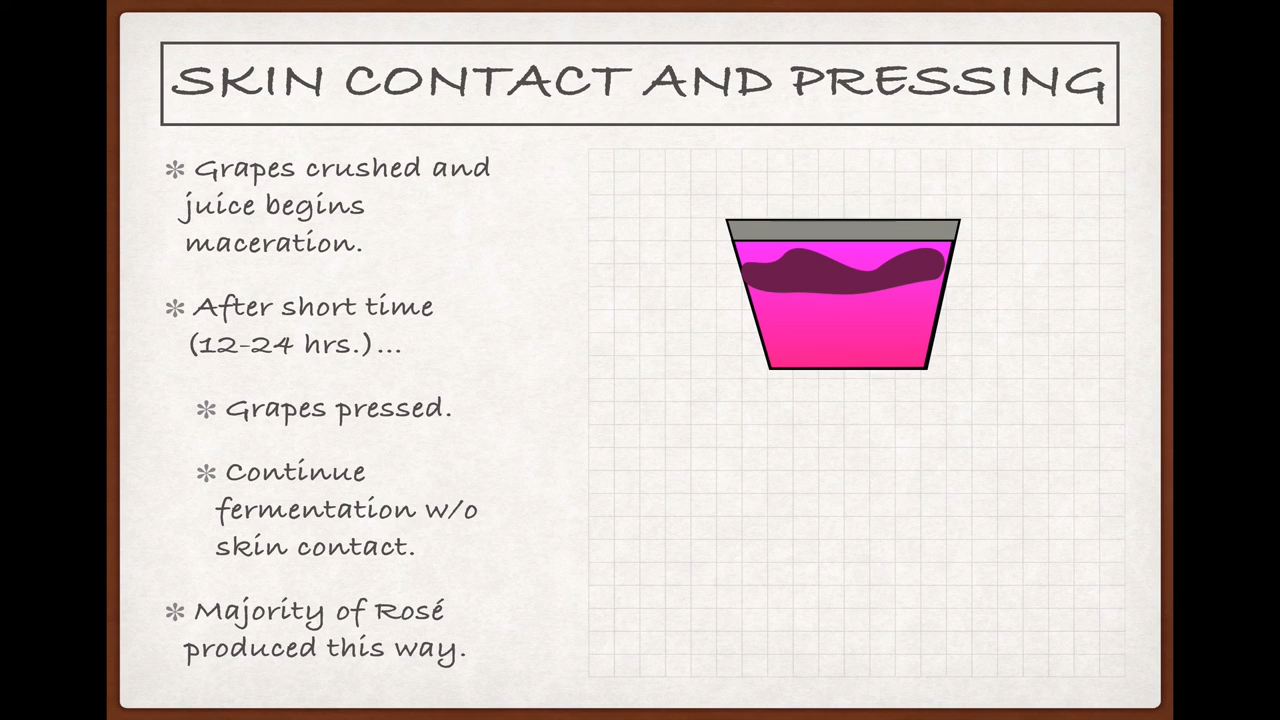 SKIN CONTACT AND PRESSING
✻ Grapes crushed and
juice begins
maceration.
✻ After short time
(12-24 hrs.)...
✻ Grapes pressed.
✻ Continue
fermentation w/o
skin contact.
✻ Majority of Rosé
produced this way.